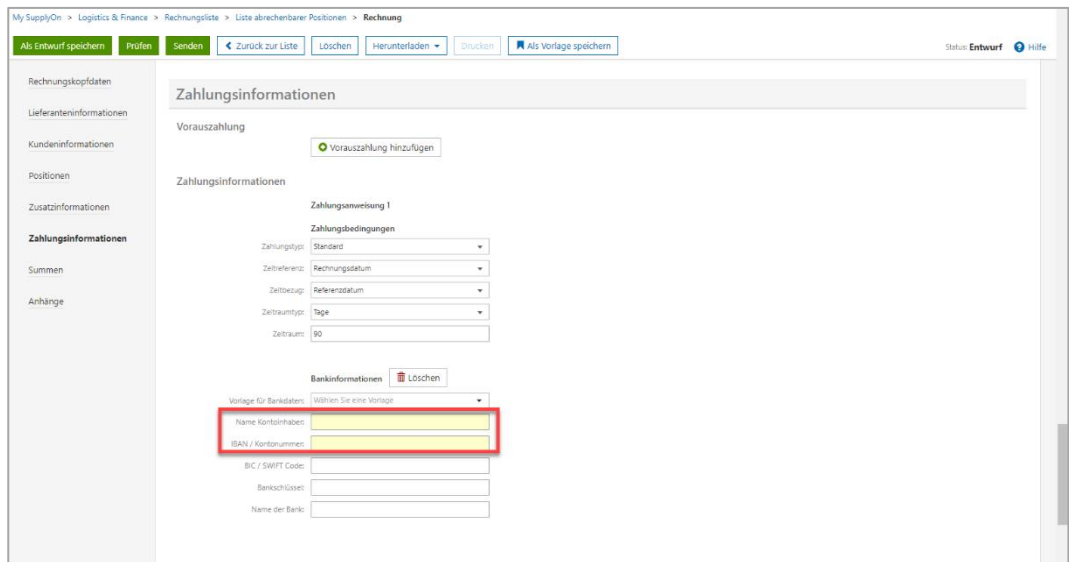 My SupplyOn > Logistics & Finance > Rechnungsliste > Liste abrechenbarer Positionen > Rechnung
Als Entwurf speichern Prüfen Senden Zurück zur Liste Löschen Herunterladen Drucken Als Vorlage speichern Status: Entwurf Hilfe
Rechnungskopfdaten
Lieferanteninformationen
Kundeninformationen
Positionen
Zusatzinformationen
Zahlungsinformationen
Summen
Anhänge
Zahlungsinformationen
Vorauszahlung
Vorauszahlung hinzufügen
Zahlungsinformationen
Zahlungsanweisung 1
Zahlungsbedingungen
Zahlungstyp: Standard
Zeitreferenz: Rechnungsdatum
Zeitbezug: Referenzdatum
Zeitraumtyp: Tage
Zeitraum: 90
Bankinformationen Löschen
Vorlage für Bankdaten: Wählen Sie eine Vorlage
Name Kontoinhaber:
IBAN / Kontonummer:
BIC / SWIFT Code:
Bankschlüssel:
Name der Bank: